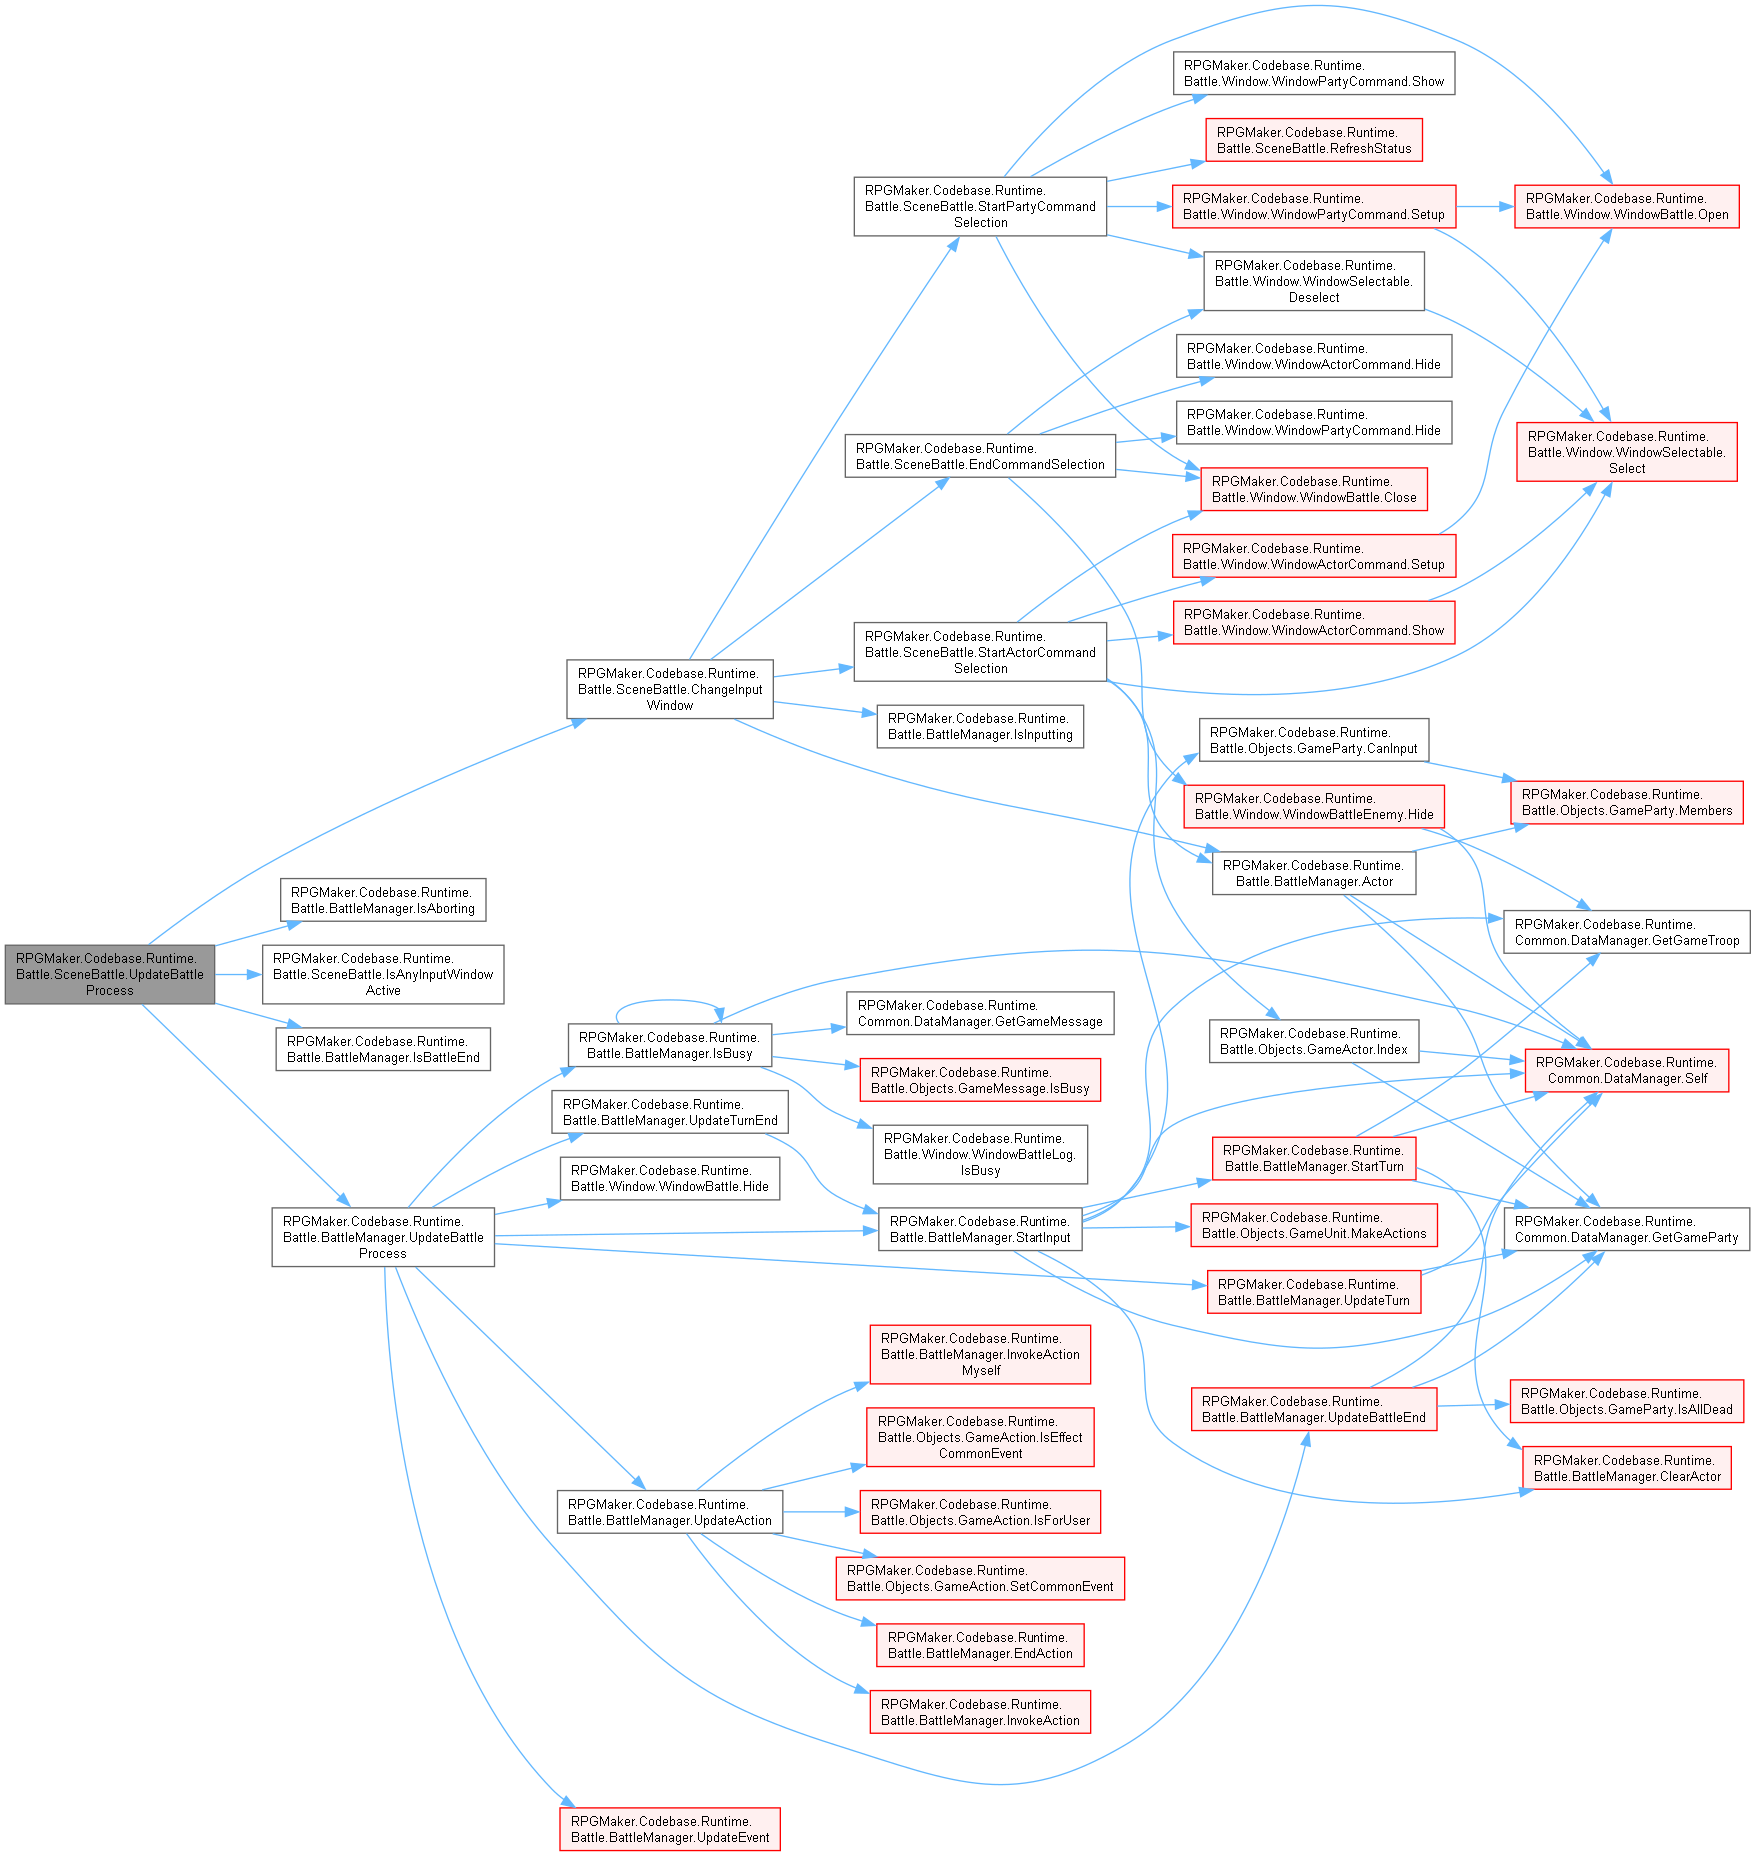 RPGMaker.Codebase.Runtime.
Battle.SceneBattle.UpdateBattle
Process
RPGMaker.Codebase.Runtime.
Battle.BattleManager.IsAborting
RPGMaker.Codebase.Runtime.
Battle.SceneBattle.IsAnyInputWindow
Active
RPGMaker.Codebase.Runtime.
Battle.BattleManager.IsBattleEnd
RPGMaker.Codebase.Runtime.
Battle.BattleManager.UpdateBattle
Process
RPGMaker.Codebase.Runtime.
Battle.SceneBattle.ChangeInput
Window
RPGMaker.Codebase.Runtime.
Battle.BattleManager.IsBusy
RPGMaker.Codebase.Runtime.
Battle.BattleManager.UpdateTurnEnd
RPGMaker.Codebase.Runtime.
Battle.Window.WindowBattle.Hide
RPGMaker.Codebase.Runtime.
Battle.BattleManager.UpdateAction
RPGMaker.Codebase.Runtime.
Battle.BattleManager.UpdateEvent
RPGMaker.Codebase.Runtime.
Battle.SceneBattle.StartPartyCommand
Selection
RPGMaker.Codebase.Runtime.
Battle.SceneBattle.EndCommandSelection
RPGMaker.Codebase.Runtime.
Battle.SceneBattle.StartActorCommand
Selection
RPGMaker.Codebase.Runtime.
Battle.BattleManager.IsInputting
RPGMaker.Codebase.Runtime.
Common.DataManager.GetGameMessage
RPGMaker.Codebase.Runtime.
Battle.Objects.GameMessage.IsBusy
RPGMaker.Codebase.Runtime.
Battle.Window.WindowBattleLog.
IsBusy
RPGMaker.Codebase.Runtime.
Battle.BattleManager.StartInput
RPGMaker.Codebase.Runtime.
Battle.BattleManager.InvokeAction
Myself
RPGMaker.Codebase.Runtime.
Battle.Objects.GameAction.IsEffect
CommonEvent
RPGMaker.Codebase.Runtime.
Battle.Objects.GameAction.IsForUser
RPGMaker.Codebase.Runtime.
Battle.Objects.GameAction.SetCommonEvent
RPGMaker.Codebase.Runtime.
Battle.BattleManager.EndAction
RPGMaker.Codebase.Runtime.
Battle.BattleManager.InvokeAction
RPGMaker.Codebase.Runtime.
Battle.Window.WindowPartyCommand.Show
RPGMaker.Codebase.Runtime.
Battle.SceneBattle.RefreshStatus
RPGMaker.Codebase.Runtime.
Battle.Window.WindowPartyCommand.Setup
RPGMaker.Codebase.Runtime.
Battle.Window.WindowSelectable.
Deselect
RPGMaker.Codebase.Runtime.
Battle.Window.WindowActorCommand.Hide
RPGMaker.Codebase.Runtime.
Battle.Window.WindowPartyCommand.Hide
RPGMaker.Codebase.Runtime.
Battle.Window.WindowBattle.Close
RPGMaker.Codebase.Runtime.
Battle.Window.WindowActorCommand.Setup
RPGMaker.Codebase.Runtime.
Battle.Window.WindowActorCommand.Show
RPGMaker.Codebase.Runtime.
Battle.Objects.GameParty.CanInput
RPGMaker.Codebase.Runtime.
Battle.Window.WindowBattleEnemy.Hide
RPGMaker.Codebase.Runtime.
Battle.BattleManager.Actor
RPGMaker.Codebase.Runtime.
Battle.Objects.GameActor.Index
RPGMaker.Codebase.Runtime.
Battle.BattleManager.StartTurn
RPGMaker.Codebase.Runtime.
Battle.Objects.GameUnit.MakeActions
RPGMaker.Codebase.Runtime.
Battle.BattleManager.UpdateTurn
RPGMaker.Codebase.Runtime.
Battle.BattleManager.UpdateBattleEnd
RPGMaker.Codebase.Runtime.
Battle.Window.WindowBattle.Open
RPGMaker.Codebase.Runtime.
Battle.Window.WindowSelectable.
Select
RPGMaker.Codebase.Runtime.
Battle.Objects.GameParty.Members
RPGMaker.Codebase.Runtime.
Common.DataManager.GetGameTroop
RPGMaker.Codebase.Runtime.
Common.DataManager.Self
RPGMaker.Codebase.Runtime.
Common.DataManager.GetGameParty
RPGMaker.Codebase.Runtime.
Battle.Objects.GameParty.IsAllDead
RPGMaker.Codebase.Runtime.
Battle.BattleManager.ClearActor